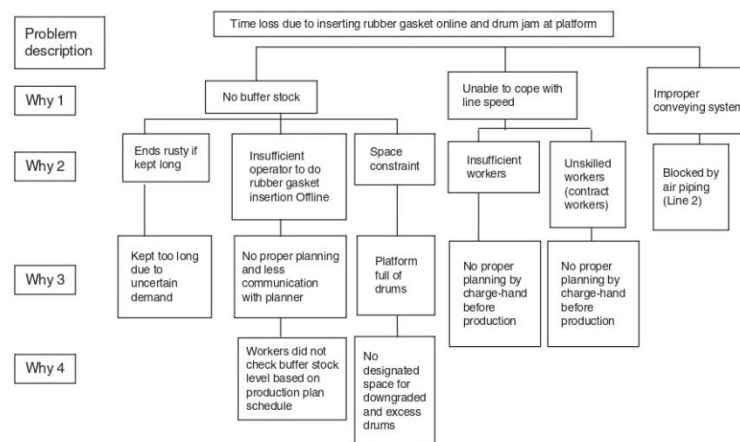 Problem
description
Time loss due to inserting rubber gasket online and drum jam at platform
Why 1
No buffer stock
Unable to cope with
line speed
Improper
conveying system
Why 2
Ends rusty if
kept long
Insufficient
operator to do
rubber gasket
insertion Offline
Space
constraint
Insufficient
workers
Unskilled
workers
(contract
workers)
Blocked by
air piping
(Line 2)
Why 3
Kept too long
due to
uncertain
demand
No proper planning
and less
communication
with planner
Platform
full of
drums
No proper
planning by
charge-hand
before
production
No proper
planning by
charge-hand
before
production
Why 4
Workers did not
check buffer stock
level based on
production plan
schedule
No
designated
space for
downgraded
and excess
drums